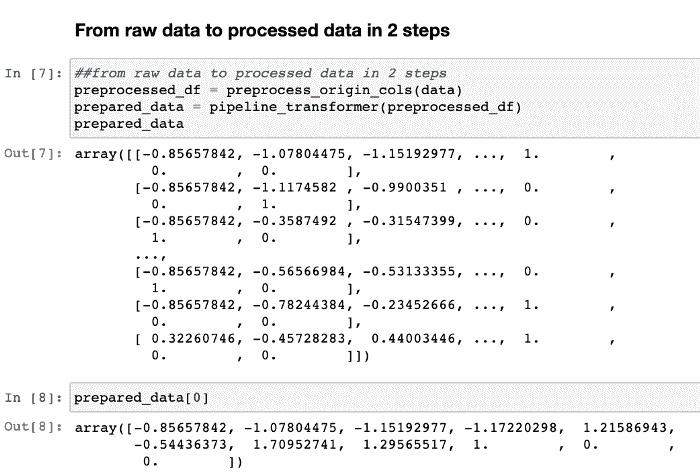 From raw data to processed data in 2 steps
In [7]: ##from raw data to processed data in 2 steps
preprocessed_df = preprocess_origin_cols(data)
prepared_data = pipeline_transformer(preprocessed_df)
prepared_data
Out[7]: array([[-0.85657842, -1.07804475, -1.15192977, ..., 1. ,
0. , 0. ],
[-0.85657842, -1.1174582 , -0.9900351 , ..., 0. ,
0. , 1. ],
[-0.85657842, -0.3587492 , -0.31547399, ..., 0. ,
1. , 0. ],
...,
[-0.85657842, -0.56566984, -0.53133355, ..., 0. ,
1. , 0. ],
[-0.85657842, -0.78244384, -0.23452666, ..., 1. ,
0. , 0. ],
[ 0.32260746, -0.45728283, 0.44003446, ..., 1. ,
0. , 0. ]])
In [8]: prepared_data[0]
Out[8]: array([-0.85657842, -1.07804475, -1.15192977, -1.17220298, 1.21586943,
-0.54436373, 1.70952741, 1.29565517, 1. , 0. ,
0. ])